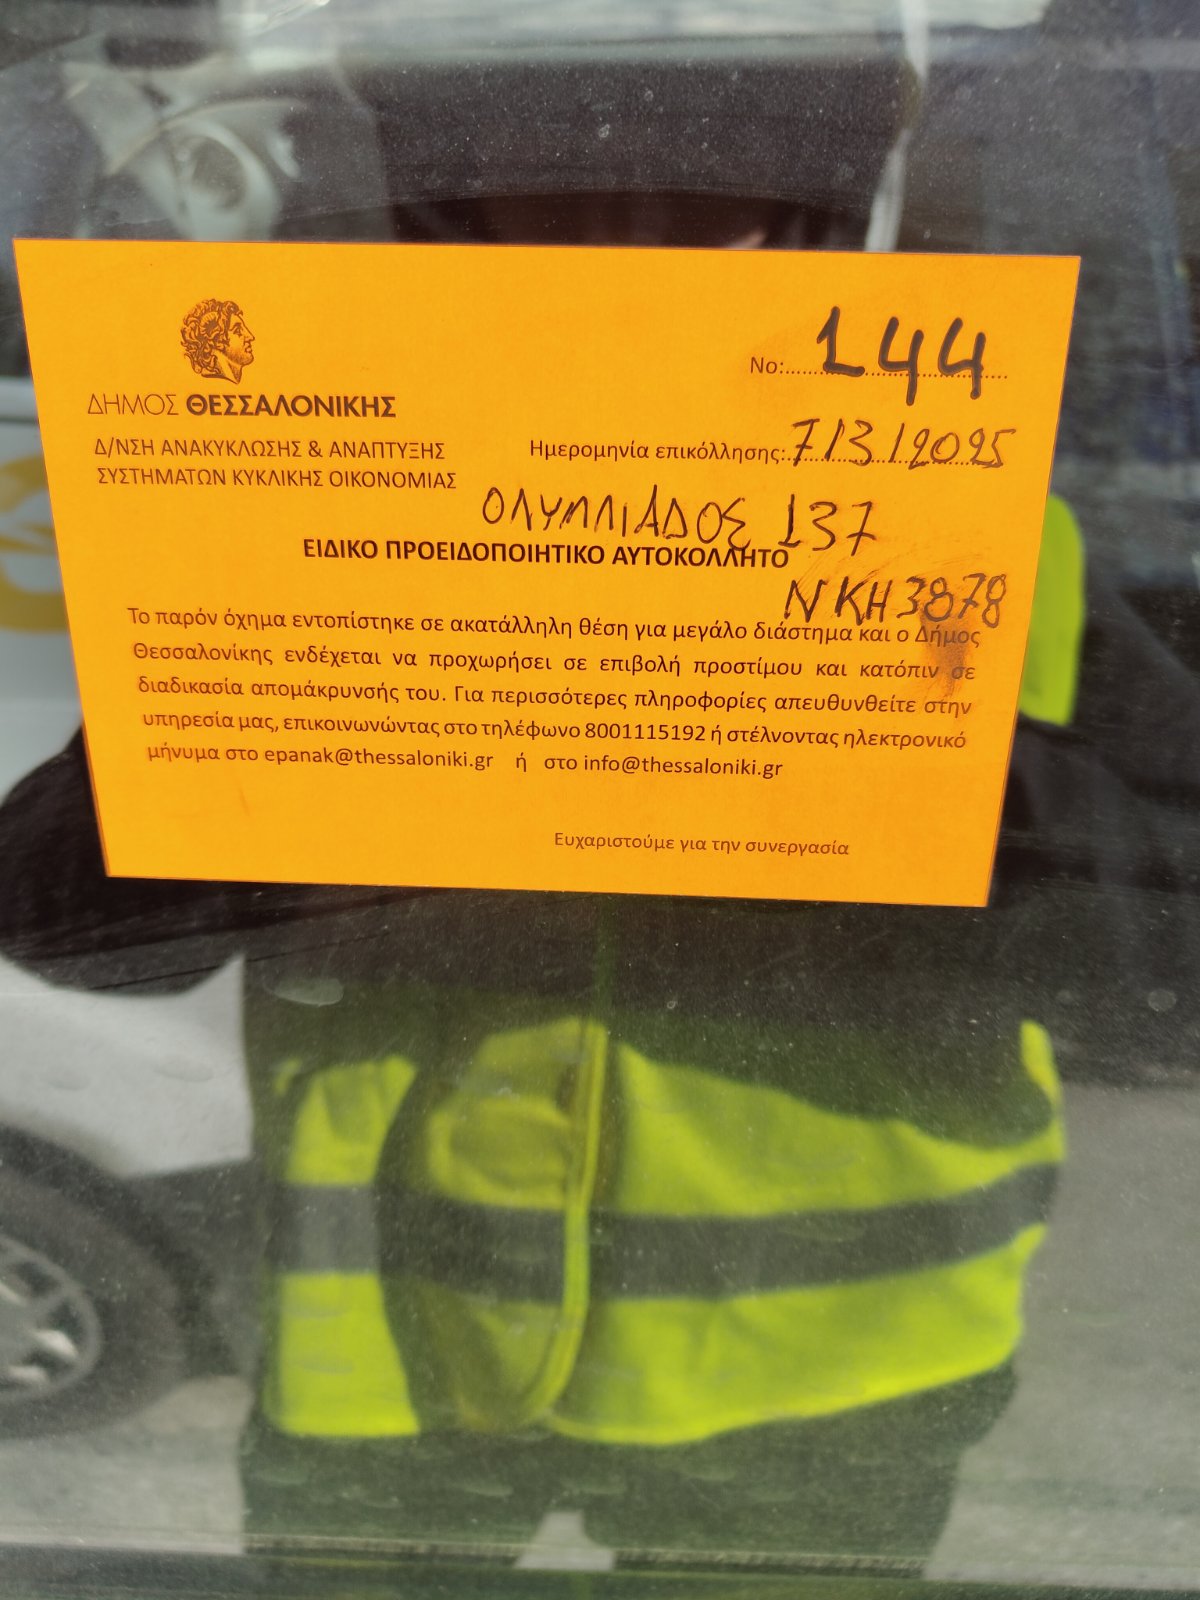 No: 144
ΔΗΜΟΣ ΘΕΣΣΑΛΟΝΙΚΗΣ
Δ/ΝΣΗ ΑΝΑΚΥΚΛΩΣΗΣ & ΑΝΑΠΤΥΞΗΣ
ΣΥΣΤΗΜΑΤΩΝ ΚΥΚΛΙΚΗΣ ΟΙΚΟΝΟΜΙΑΣ
Ημερομηνία επικόλλησης: 7/3/2025
ΟΛΥΜΠΙΑΔΟΣ 137
ΕΙΔΙΚΟ ΠΡΟΕΙΔΟΠΟΙΗΤΙΚΟ ΑΥΤΟΚΟΛΛΗΤΟ
ΝΚΗ3878
Το παρόν όχημα εντοπίστηκε σε ακατάλληλη θέση για μεγάλο διάστημα και ο Δήμος
Θεσσαλονίκης ενδέχεται να προχωρήσει σε επιβολή προστίμου και κατόπιν σε
διαδικασία απομάκρυνσής του. Για περισσότερες πληροφορίες απευθυνθείτε στην
υπηρεσία μας, επικοινωνώντας στο τηλέφωνο 8001115192 ή στέλνοντας ηλεκτρονικό
μήνυμα στο epanak@thessaloniki.gr ή στο info@thessaloniki.gr
Ευχαριστούμε για την συνεργασία